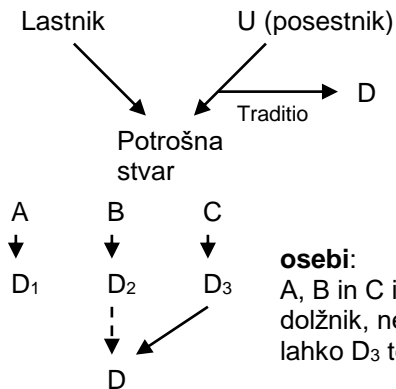 Lastnik U (posestnik)
D
Traditio
Potrošna
stvar
A B C
D1 D2 D3
osebi:
A, B in C i
dolžnik, ne
lahko D3 t
D